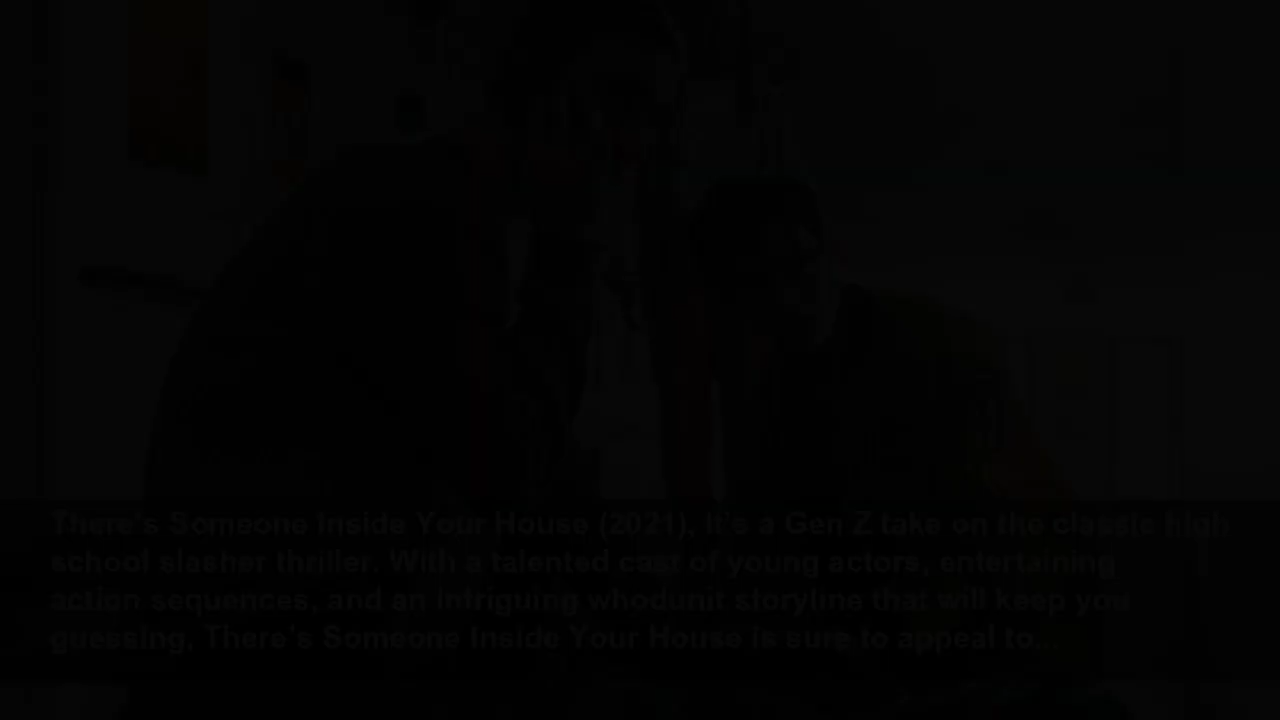 There's Someone Inside Your House (2021), it's a Gen Z take on the classic high
school slasher thriller. With a talented cast of young actors, entertaining
action sequences, and an intriguing whodunit storyline that will keep you
guessing, There's Someone Inside Your House is sure to appeal to...